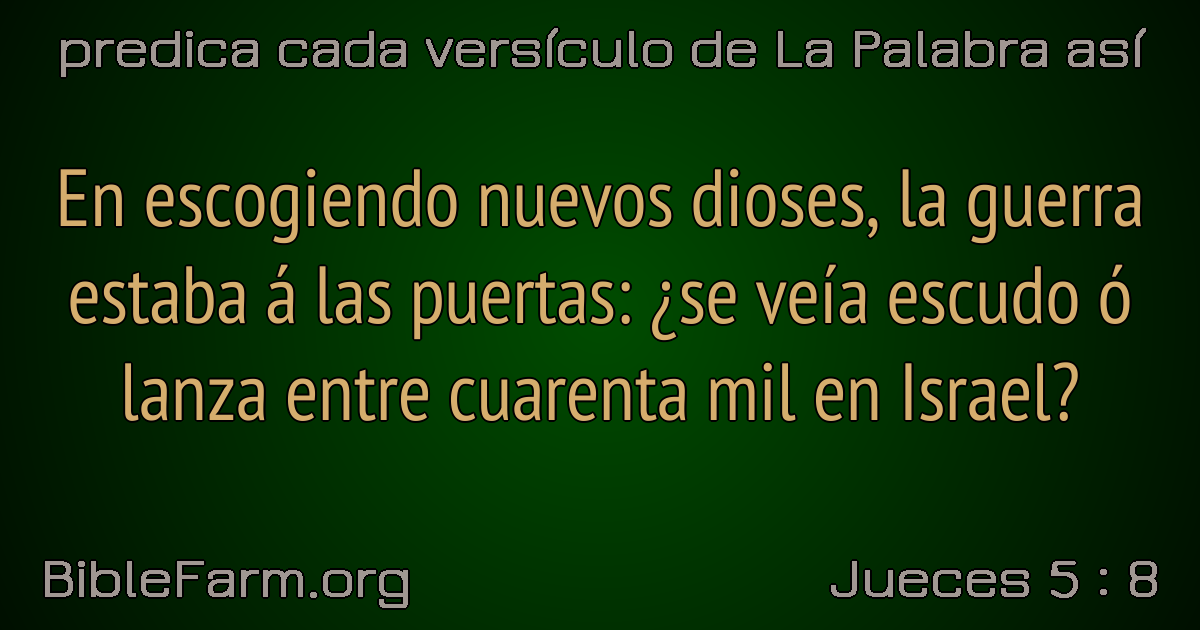 predica cada versículo de La Palabra así
En escogiendo nuevos dioses, la guerra
estaba á las puertas: ¿se veía escudo ó
lanza entre cuarenta mil en Israel?
BibleFarm.org
Jueces 5 : 8